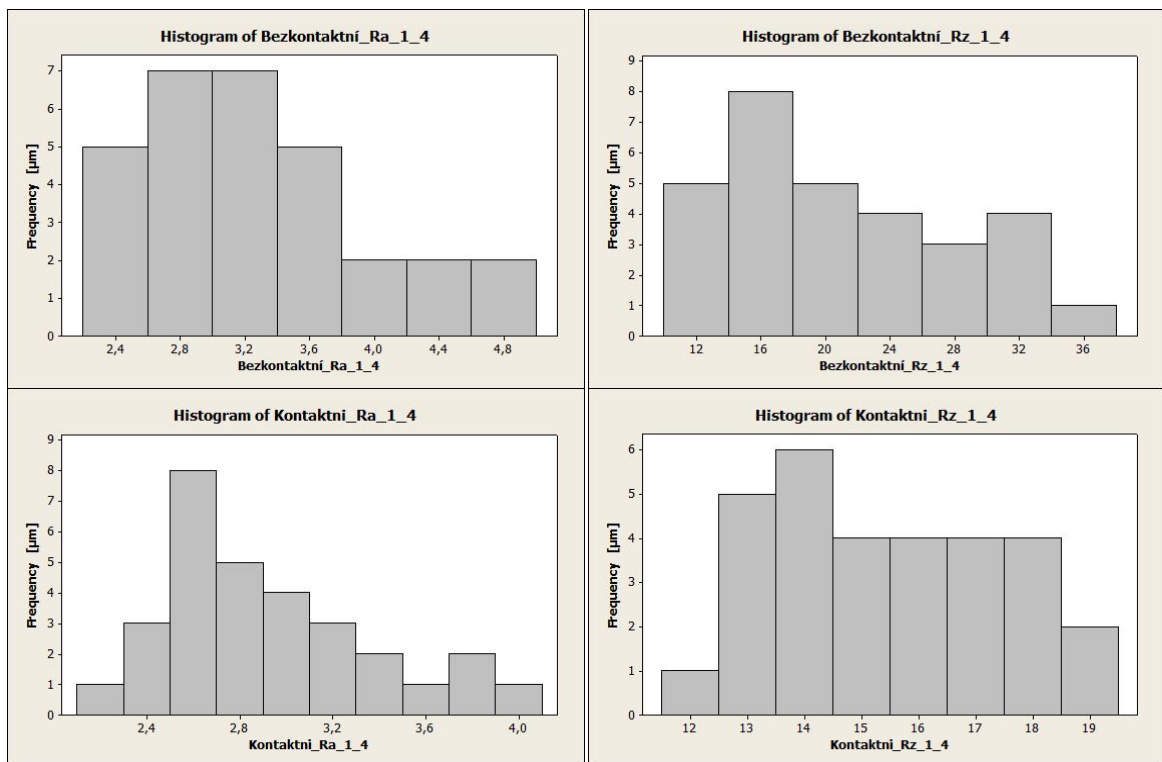 Histogram of Bezkontaktní_Ra_1_4
7
6
5
4
3
2
1
0
Frequency [µm]
2,4 2,8 3,2 3,6 4,0 4,4 4,8
Bezkontaktní_Ra_1_4
Histogram of Bezkontaktní_Rz_1_4
9
8
7
6
5
4
3
2
1
0
Frequency [µm]
12 16 20 24 28 32 36
Bezkontaktní_Rz_1_4
Histogram of Kontaktni_Ra_1_4
9
8
7
6
5
4
3
2
1
0
Frequency [µm]
2,4 2,8 3,2 3,6 4,0
Kontaktni_Ra_1_4
Histogram of Kontaktni_Rz_1_4
6
5
4
3
2
1
0
Frequency [µm]
12 13 14 15 16 17 18 19
Kontaktni_Rz_1_4